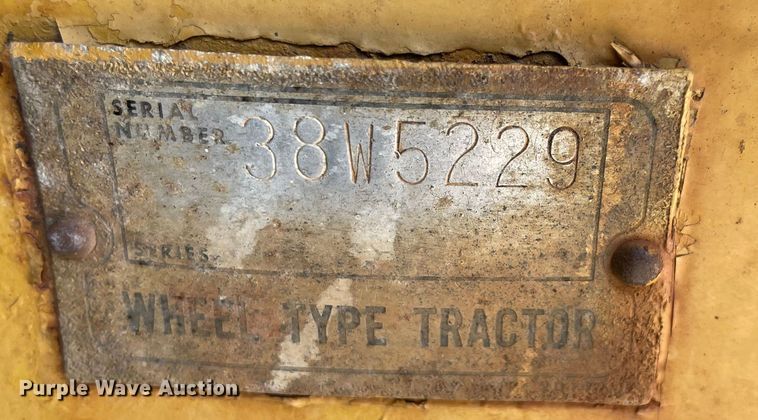 SERIAL
NUMBER 38W5229
SERIES
WHEEL TYPE TRACTOR
Purple Wave Auction